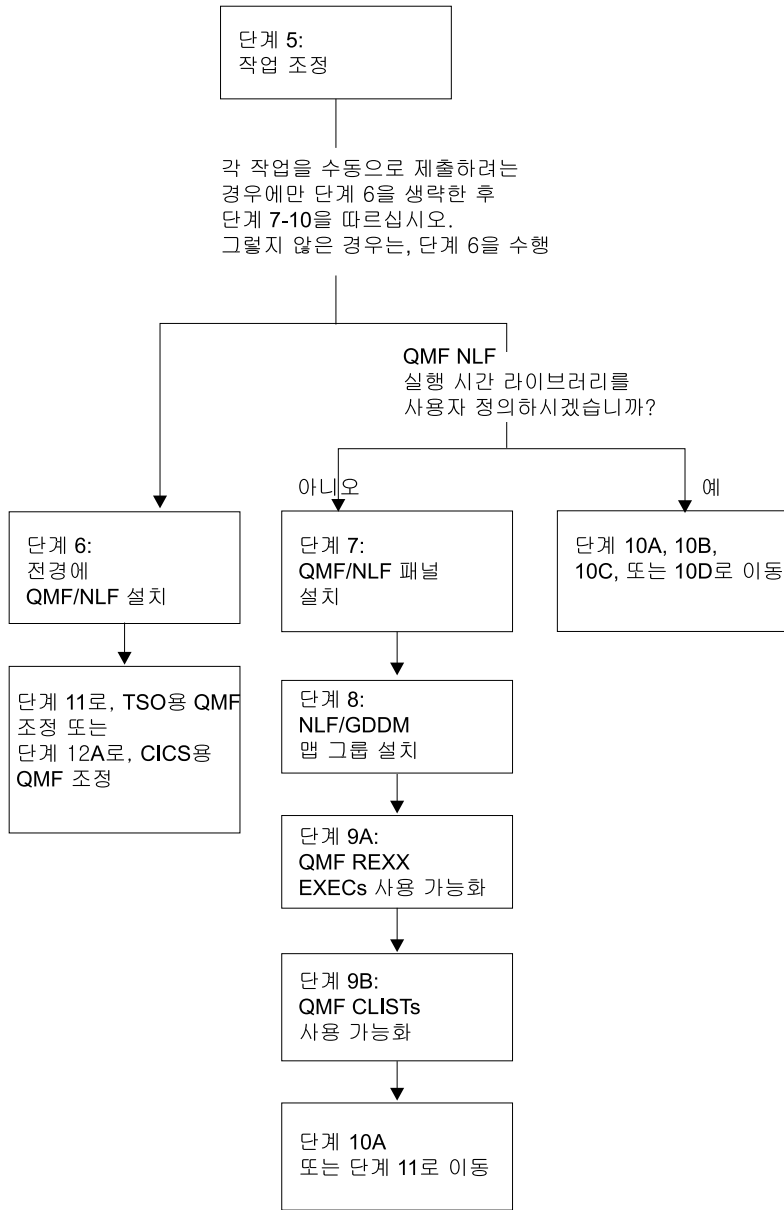 단계 5:
작업 조정
각 작업을 수동으로 제출하려는
경우에만 단계 6을 생략한 후
단계 7-10을 따르십시오.
그렇지 않은 경우는, 단계 6을 수행
QMF NLF
실행 시간 라이브러리를
사용자 정의하시겠습니까?
아니오
예
단계 6:
전경에
QMF/NLF 설치
단계 7:
QMF/NLF 패널
설치
단계 10A, 10B,
10C, 또는 10D로 이동
단계 11로, TSO용 QMF
조정 또는
단계 12A로, CICS용
QMF 조정
단계 8:
NLF/GDDM
맵 그룹 설치
단계 9A:
QMF REXX
EXECs 사용 가능화
단계 9B:
QMF CLISTs
사용 가능화
단계 10A
또는 단계 11로 이동